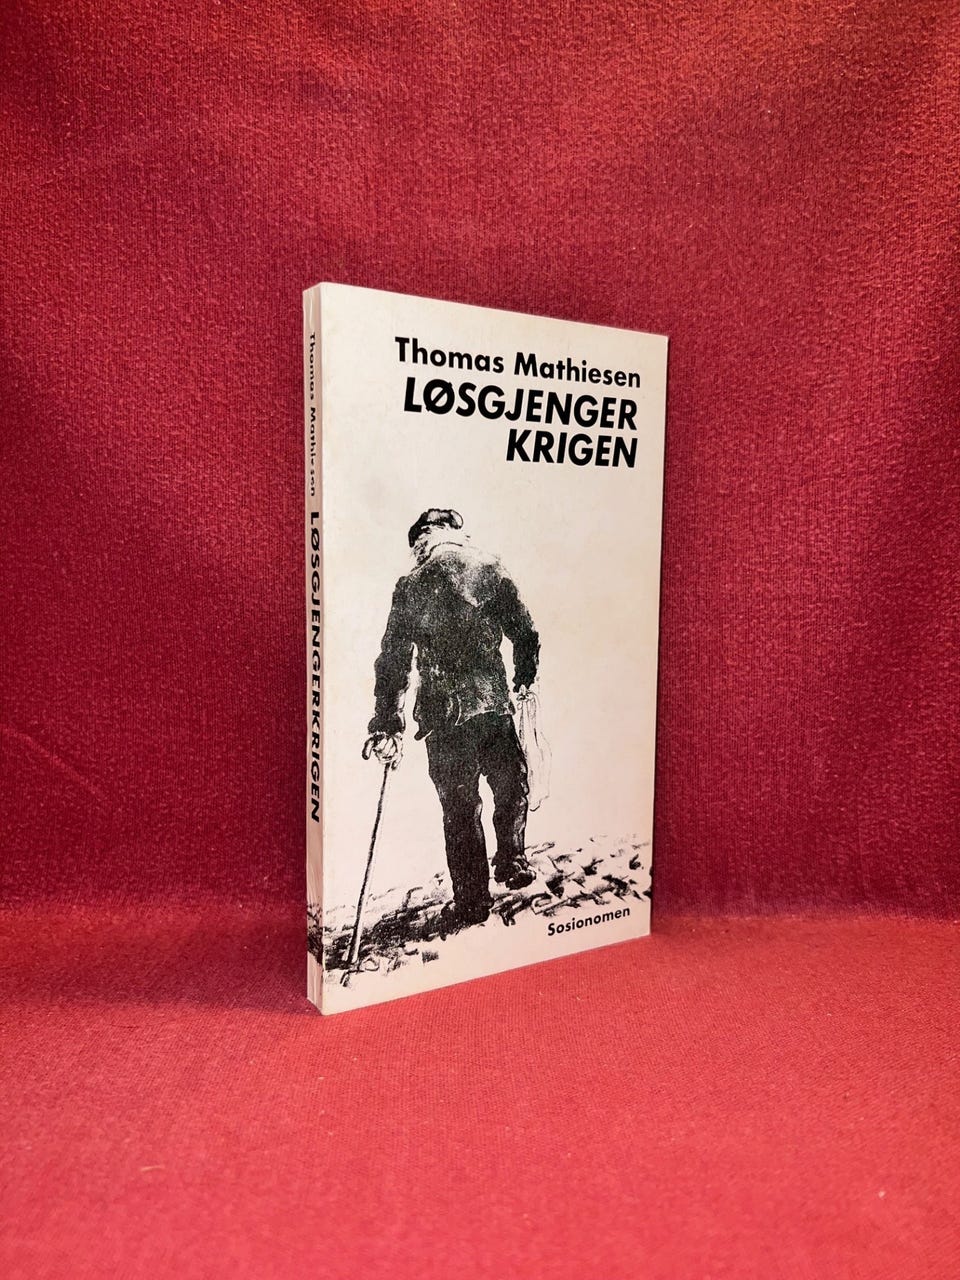 Thomas Mathiesen
LØSGJENGER
KRIGEN
Sosionomen
Thomas Mathiesen LØSGJENGERKRIGEN